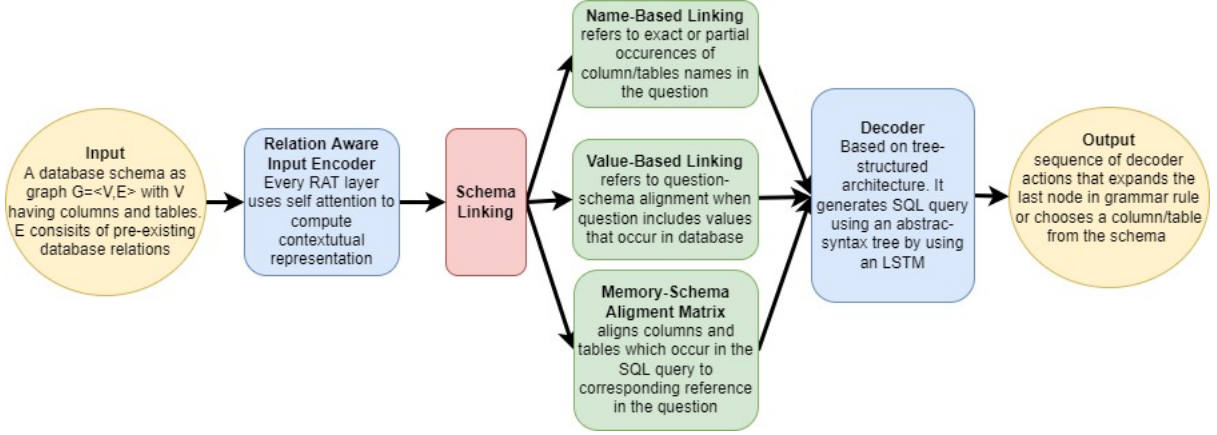 Input
A database schema as
graph G=<V,E> with V
having columns and tables.
E consisits of pre-existing
database relations
Relation Aware
Input Encoder
Every RAT layer
uses self attention to
compute
contextutual
representation
Schema
Linking
Name-Based Linking
refers to exact or partial
occurences of
column/tables names in
the question
Value-Based Linking
refers to question-
schema alignment when
question includes values
that occur in database
Memory-Schema
Aligment Matrix
aligns columns and
tables which occur in the
SQL query to
corresponding reference
in the question
Decoder
Based on tree-
structured
architecture. It
generates SQL query
using an abstrac-
syntax tree by using
an LSTM
Output
sequence of decoder
actions that expands the
last node in grammar rule
or chooses a column/table
from the schema